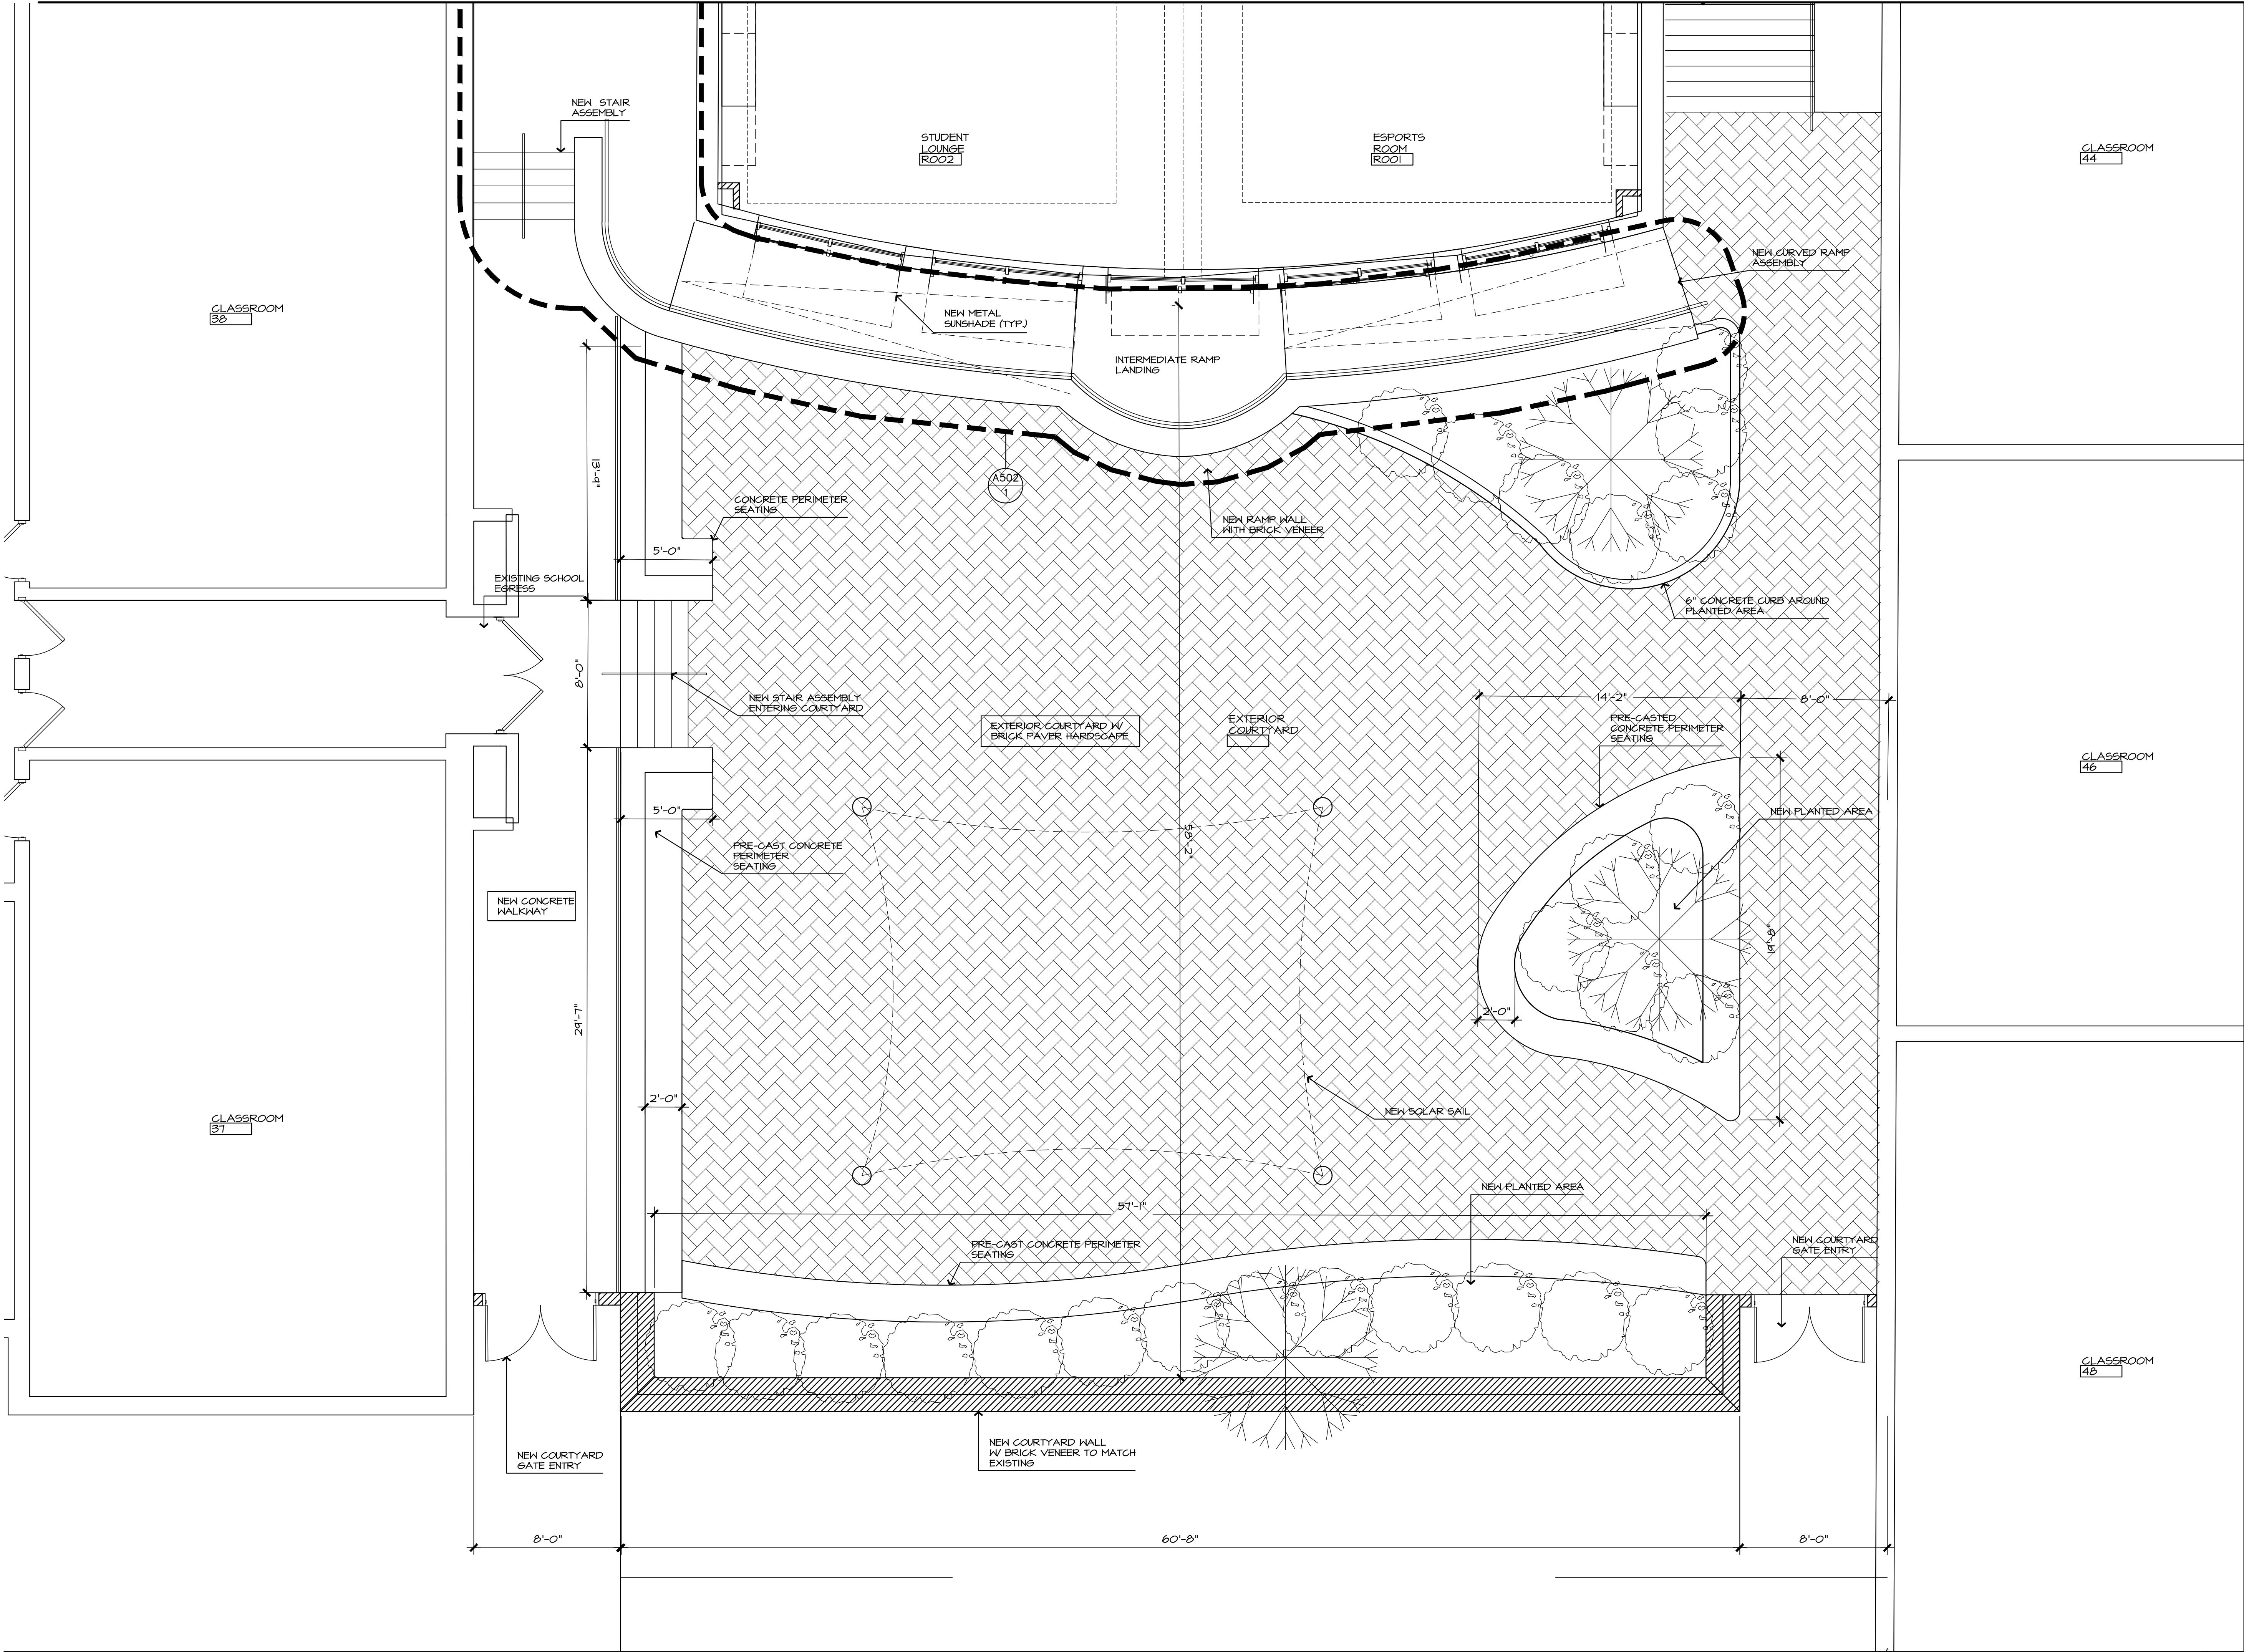 NEW STAIR
ASSEMBLY
STUDENT
LOUNGE
R002
ESPORTS
ROOM
R001
CLASSROOM
44
NEW CURVED RAMP
ASSEMBLY
CLASSROOM
38
NEW METAL
SUNSHADE (TYP.)
INTERMEDIATE RAMP
LANDING
13'-9"
A502
1
CONCRETE PERIMETER
SEATING
NEW RAMP WALL
WITH BRICK VENEER
5'-0"
EXISTING SCHOOL
EGRESS
6" CONCRETE CURB AROUND
PLANTED AREA
8'-0"
NEW STAIR ASSEMBLY
ENTERING COURTYARD
EXTERIOR COURTYARD W/
BRICK PAVER HARDSCAPE
EXTERIOR
COURTYARD
14'-2"
8'-0"
PRE-CASTED
CONCRETE PERIMETER
SEATING
CLASSROOM
46
5'-0"
NEW PLANTED AREA
58'-2"
PRE-CAST CONCRETE
PERIMETER
SEATING
NEW CONCRETE
WALKWAY
19'-8"
29'-7"
2'-0"
2'-0"
NEW SOLAR SAIL
CLASSROOM
37
NEW PLANTED AREA
57'-1"
PRE-CAST CONCRETE PERIMETER
SEATING
NEW COURTYARD
GATE ENTRY
CLASSROOM
48
NEW COURTYARD
GATE ENTRY
NEW COURTYARD WALL
W/ BRICK VENEER TO MATCH
EXISTING
8'-0"
60'-8"
8'-0"